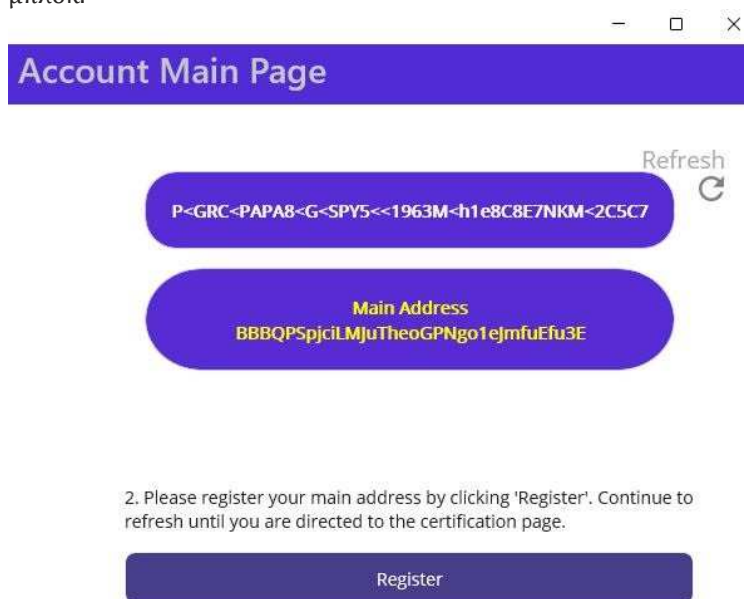 Account Main Page
Refresh
P<GRC<PAPA8<G<SPY5<<1963M<h1e8C8E7NKM<2C5C7
Main Address
BBBQPSpjciLMJuTheoGPNgo1eJmfuEfu3E
2. Please register your main address by clicking 'Register'. Continue to
refresh until you are directed to the certification page.
Register